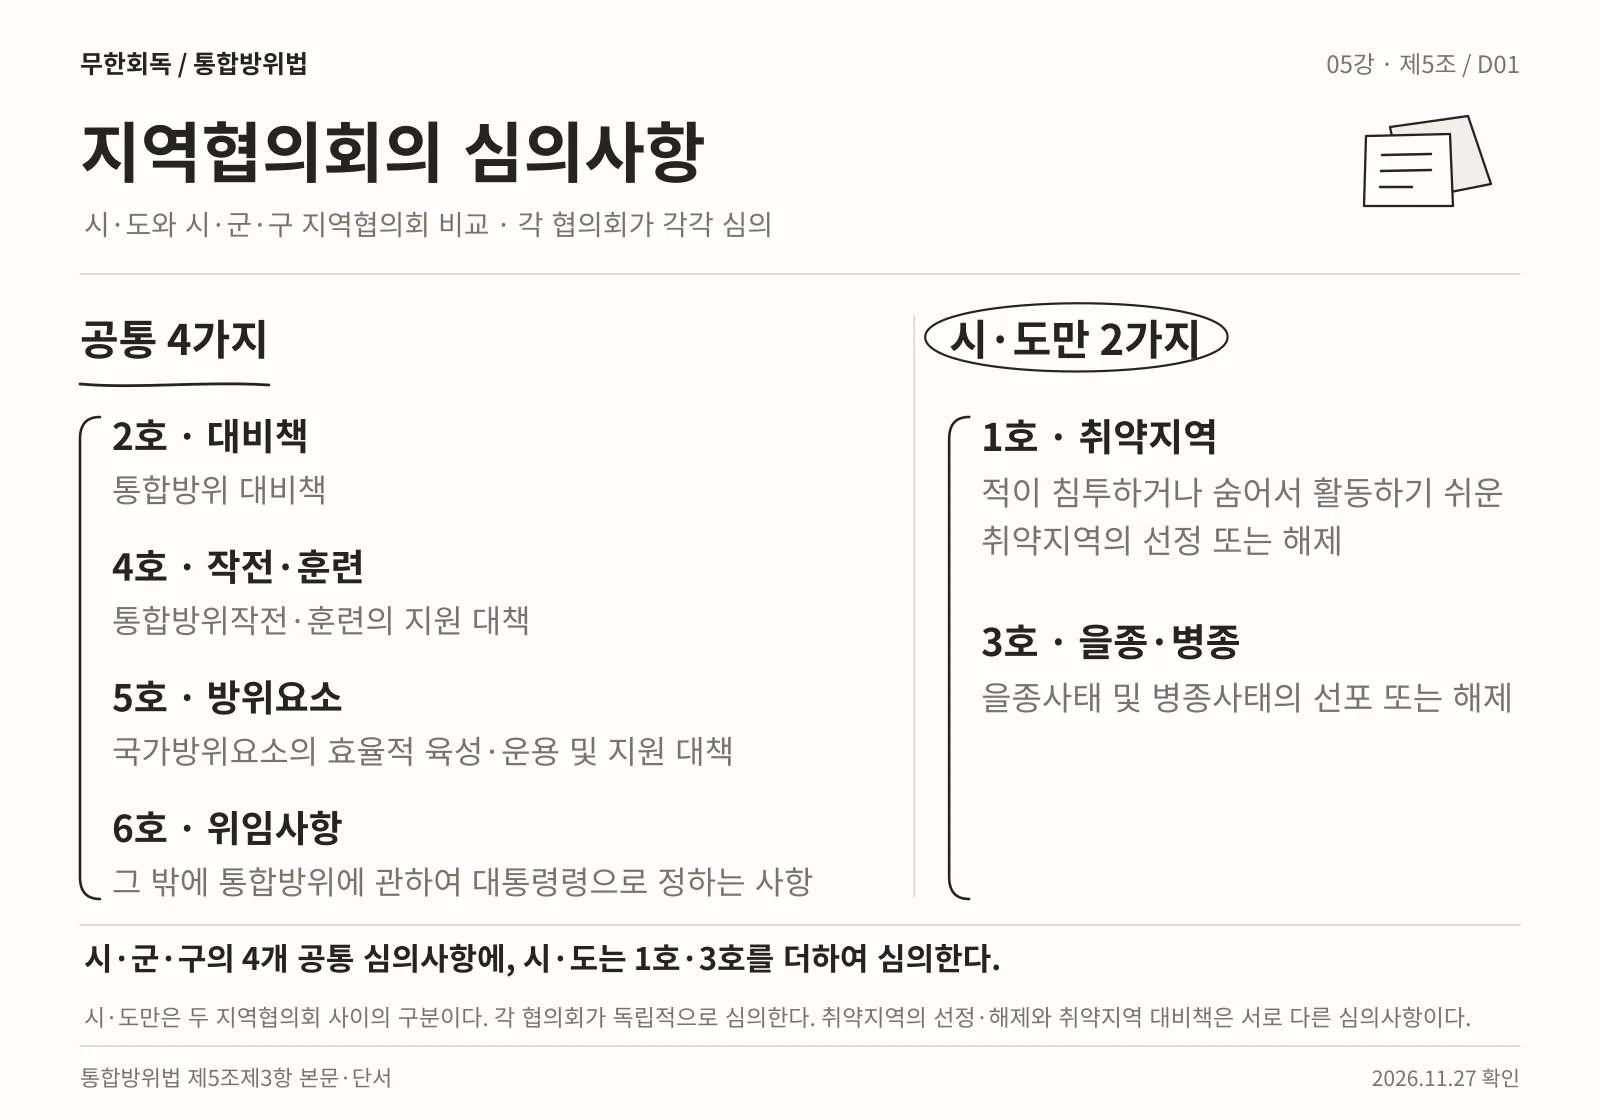 무한회독 / 통합방위법
05강 · 제5조 / D01
지역협의회의 심의사항
시·도와 시·군·구 지역협의회 비교 · 각 협의회가 각각 심의
공통 4가지
2호 · 대비책
통합방위 대비책
4호 · 작전·훈련
통합방위작전·훈련의 지원 대책
5호 · 방위요소
국가방위요소의 효율적 육성·운용 및 지원 대책
6호 · 위임사항
그 밖에 통합방위에 관하여 대통령령으로 정하는 사항
시·도만 2가지
1호 · 취약지역
적이 침투하거나 숨어서 활동하기 쉬운
취약지역의 선정 또는 해제
3호 · 을종·병종
을종사태 및 병종사태의 선포 또는 해제
시·군·구의 4개 공통 심의사항에, 시·도는 1호·3호를 더하여 심의한다.
시·도만은 두 지역협의회 사이의 구분이다. 각 협의회가 독립적으로 심의한다. 취약지역의 선정·해제와 취약지역 대비책은 서로 다른 심의사항이다.
통합방위법 제5조제3항 본문·단서
2026.11.27 확인